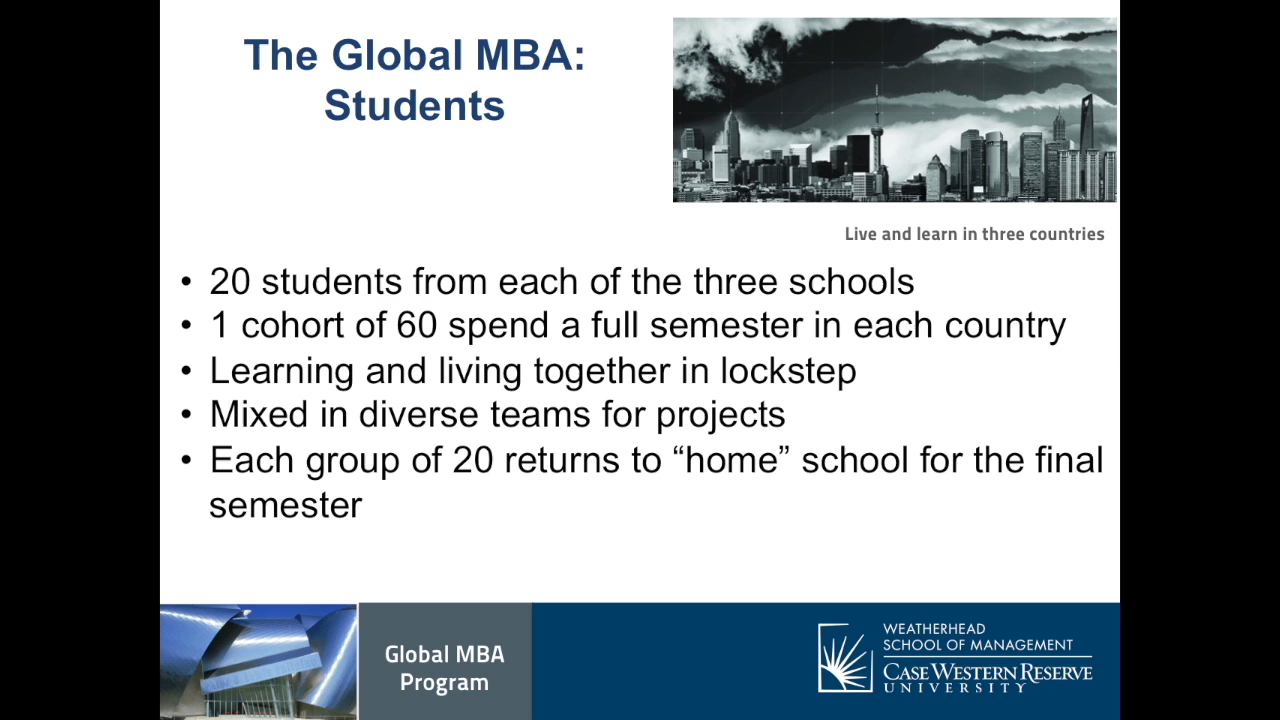 The Global MBA:
Students
Live and learn in three countries
• 20 students from each of the three schools
• 1 cohort of 60 spend a full semester in each country
• Learning and living together in lockstep
• Mixed in diverse teams for projects
• Each group of 20 returns to “home” school for the final
semester
Global MBA
Program
WEATHERHEAD
SCHOOL OF MANAGEMENT
CASE WESTERN RESERVE
UNIVERSITY